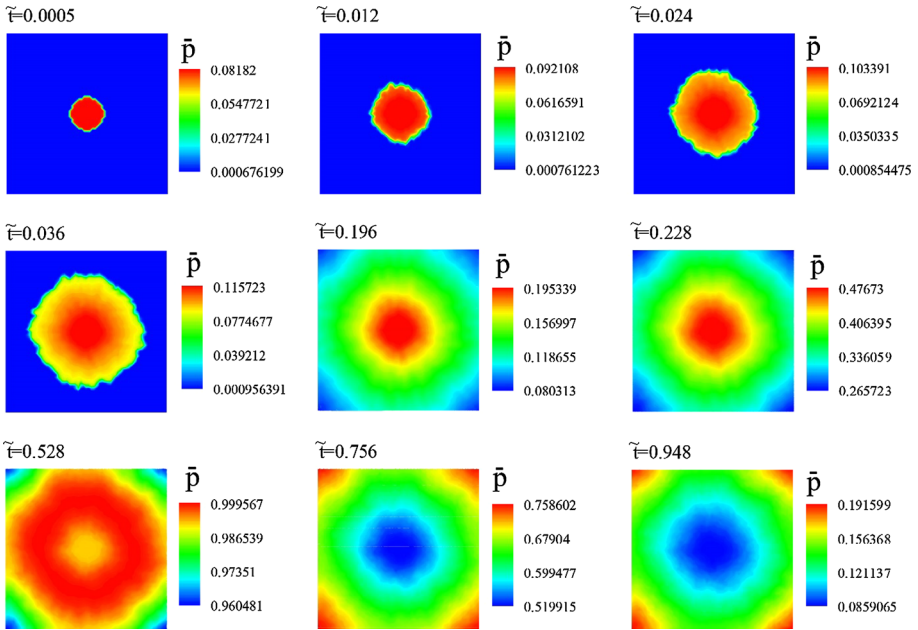 t̃=0.0005
p̄
0.08182
0.0547721
0.0277241
0.000676199
t̃=0.012
p̄
0.092108
0.0616591
0.0312102
0.000761223
t̃=0.024
p̄
0.103391
0.0692124
0.0350335
0.000854475
t̃=0.036
p̄
0.115723
0.0774677
0.039212
0.000956391
t̃=0.196
p̄
0.195339
0.156997
0.118655
0.080313
t̃=0.228
p̄
0.47673
0.406395
0.336059
0.265723
t̃=0.528
p̄
0.999567
0.986539
0.97351
0.960481
t̃=0.756
p̄
0.758602
0.67904
0.599477
0.519915
t̃=0.948
p̄
0.191599
0.156368
0.121137
0.0859065